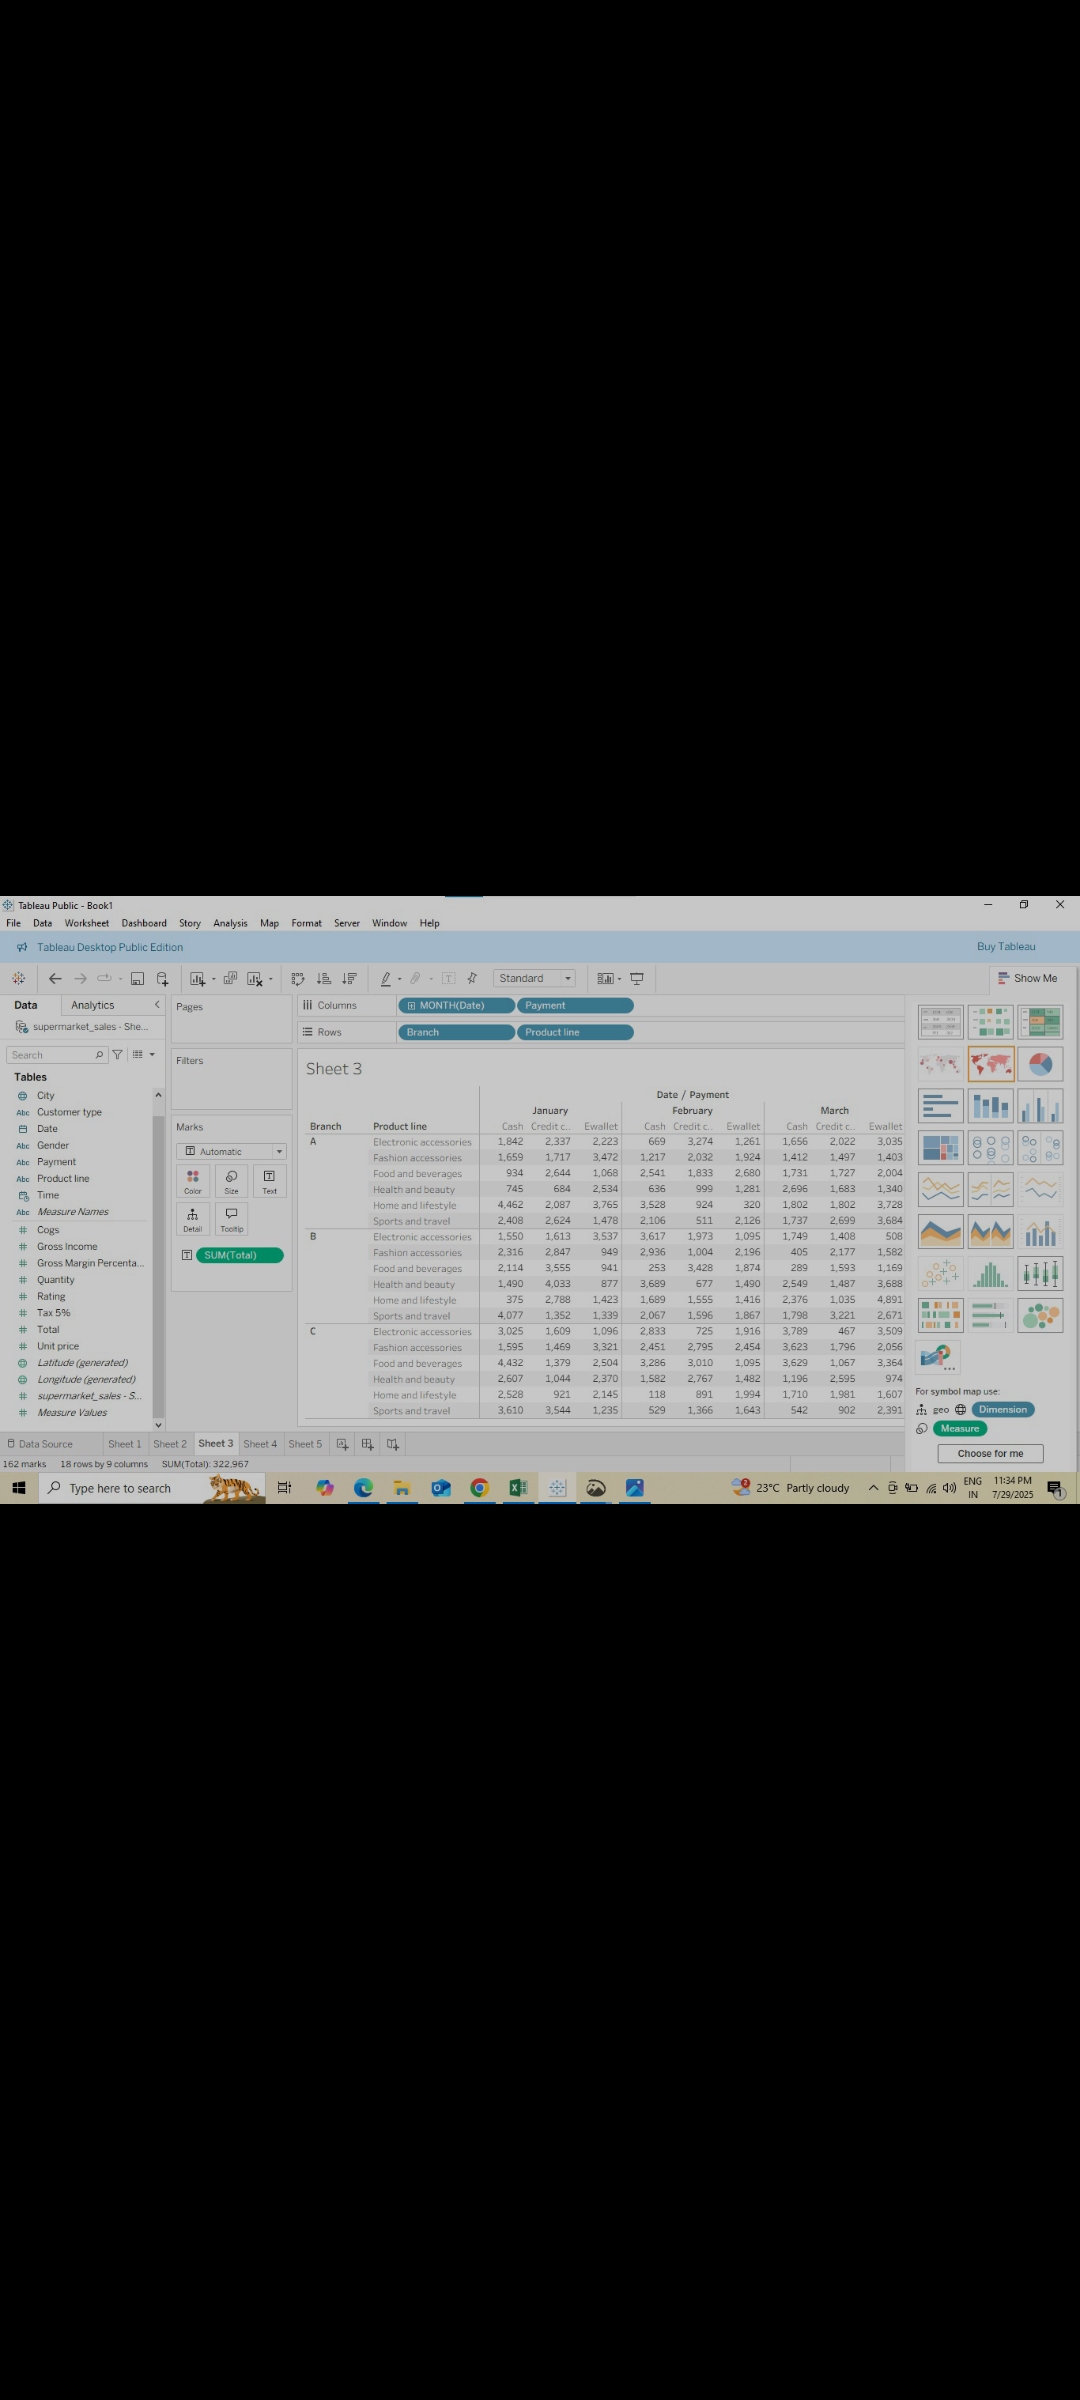 Tableau Public - Book1
File Data Worksheet Dashboard Story Analysis Map Format Server Window Help
Tableau Desktop Public Edition Buy Tableau
Standard Show Me
Data Analytics Pages Columns MONTH(Date) Payment
supermarket_sales - She... Rows Branch Product line
Search Filters Sheet 3
Tables
City
Abc Customer type
Date
Abc Gender
Abc Payment
Abc Product line
Time
Abc Measure Names
# Cogs
# Gross Income
# Gross Margin Percenta...
# Quantity
# Rating
# Tax 5%
# Total
# Unit price
Latitude (generated)
Longitude (generated)
# supermarket_sales - S...
# Measure Values
Marks
Automatic
Color Size Text
Detail Tooltip
SUM(Total)
Date / Payment
January February March
Branch Product line Cash Credit c.. Ewallet Cash Credit c.. Ewallet Cash Credit c.. Ewallet
A Electronic accessories 1,842 2,337 2,223 669 3,274 1,261 1,656 2,022 3,035
Fashion accessories 1,659 1,717 3,472 1,217 2,032 1,924 1,412 1,497 1,403
Food and beverages 934 2,644 1,068 2,541 1,833 2,680 1,731 1,727 2,004
Health and beauty 745 684 2,534 636 999 1,281 2,696 1,683 1,340
Home and lifestyle 4,462 2,087 3,765 3,528 924 320 1,802 1,802 3,728
Sports and travel 2,408 2,624 1,478 2,106 511 2,126 1,737 2,699 3,684
B Electronic accessories 1,550 1,613 3,537 3,617 1,973 1,095 1,749 1,408 508
Fashion accessories 2,316 2,847 949 2,936 1,004 2,196 405 2,177 1,582
Food and beverages 2,114 3,555 941 253 3,428 1,874 289 1,593 1,169
Health and beauty 1,490 4,033 877 3,689 677 1,490 2,549 1,487 3,688
Home and lifestyle 375 2,788 1,423 1,689 1,555 1,416 2,376 1,035 4,891
Sports and travel 4,077 1,352 1,339 2,067 1,596 1,867 1,798 3,221 2,671
C Electronic accessories 3,025 1,609 1,096 2,833 725 1,916 3,789 467 3,509
Fashion accessories 1,595 1,469 3,321 2,451 2,795 2,454 3,623 1,796 2,056
Food and beverages 4,432 1,379 2,504 3,286 3,010 1,095 3,629 1,067 3,364
Health and beauty 2,607 1,044 2,370 1,582 2,767 1,482 1,196 2,595 974
Home and lifestyle 2,528 921 2,145 118 891 1,994 1,710 1,981 1,607
Sports and travel 3,610 3,544 1,235 529 1,366 1,643 542 902 2,391
For symbol map use:
geo Dimension
Measure
Choose for me
Data Source Sheet 1 Sheet 2 Sheet 3 Sheet 4 Sheet 5
162 marks 18 rows by 9 columns SUM(Total): 322,967
Type here to search 23°C Partly cloudy ENG 11:34 PM
IN 7/29/2025